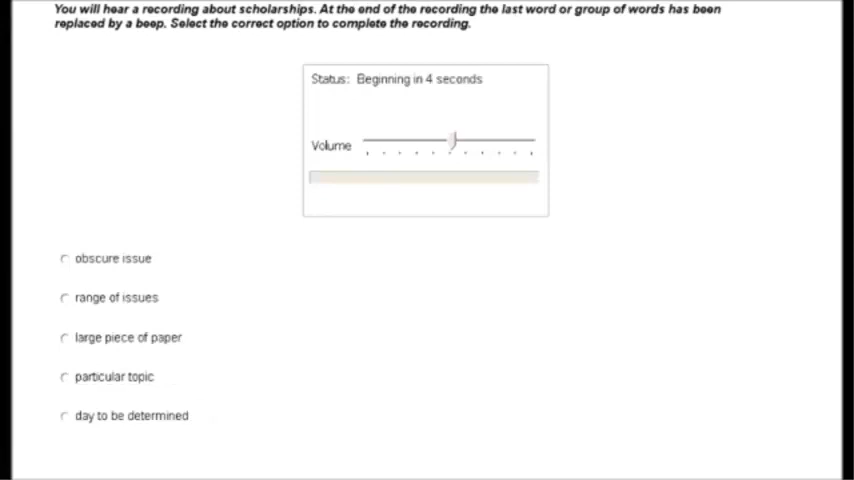 You will hear a recording about scholarships. At the end of the recording the last word or group of words has been
replaced by a beep. Select the correct option to complete the recording.
Status: Beginning in 4 seconds
Volume
obscure issue
range of issues
large piece of paper
particular topic
day to be determined